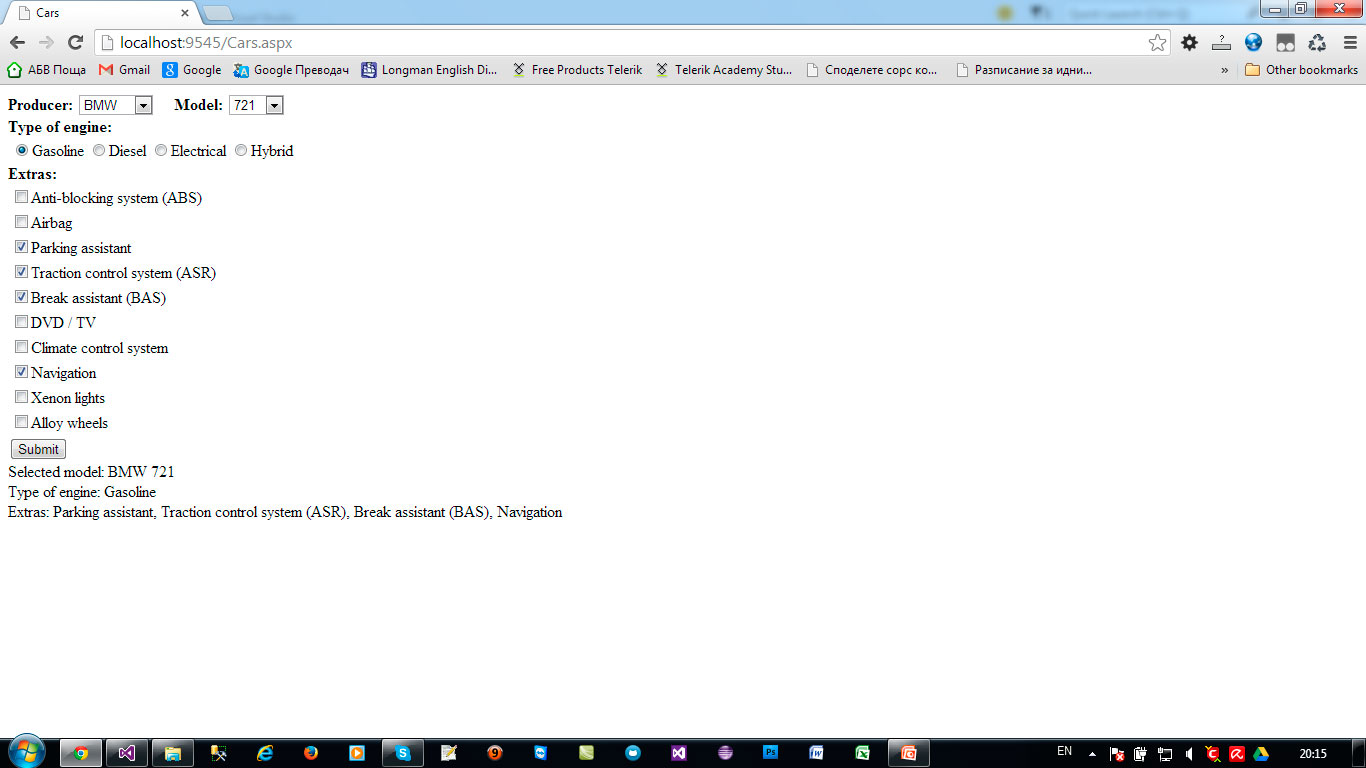 Cars
localhost:9545/Cars.aspx
АБВ Поща Gmail Google Google Преводач Longman English Di... Free Products Telerik Telerik Academy Stu... Споделете сорс ко... Разписание за идни... » Other bookmarks
Producer: BMW Model: 721
Type of engine:
Gasoline Diesel Electrical Hybrid
Extras:
Anti-blocking system (ABS)
Airbag
Parking assistant
Traction control system (ASR)
Break assistant (BAS)
DVD / TV
Climate control system
Navigation
Xenon lights
Alloy wheels
Submit
Selected model: BMW 721
Type of engine: Gasoline
Extras: Parking assistant, Traction control system (ASR), Break assistant (BAS), Navigation
EN 20:15